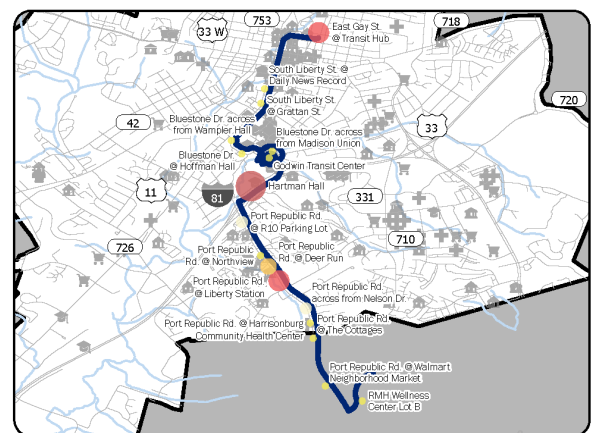 753
718
33 W
East Gay St.
@ Transit Hub
South Liberty St. @
Daily News Record
720
South Liberty St.
@ Grattan St.
42
Bluestone Dr. across
from Wampler Hall
33
Bluestone Dr. across
from Madison Union
Bluestone Dr.
@ Hoffman Hall
Godwin Transit Center
11
81
Hartman Hall
331
Port Republic Rd.
@ R10 Parking Lot
726
710
Port Republic
Rd. @ Northview
Port Republic
Rd. @ Deer Run
Port Republic Rd.
@ Liberty Station
Port Republic Rd.
across from Nelson Dr.
Port Republic Rd. @ Harrisonburg
Community Health Center
Port Republic Rd.
@ The Cottages
Port Republic Rd. @ Walmart
Neighborhood Market
RMH Wellness
Center Lot B